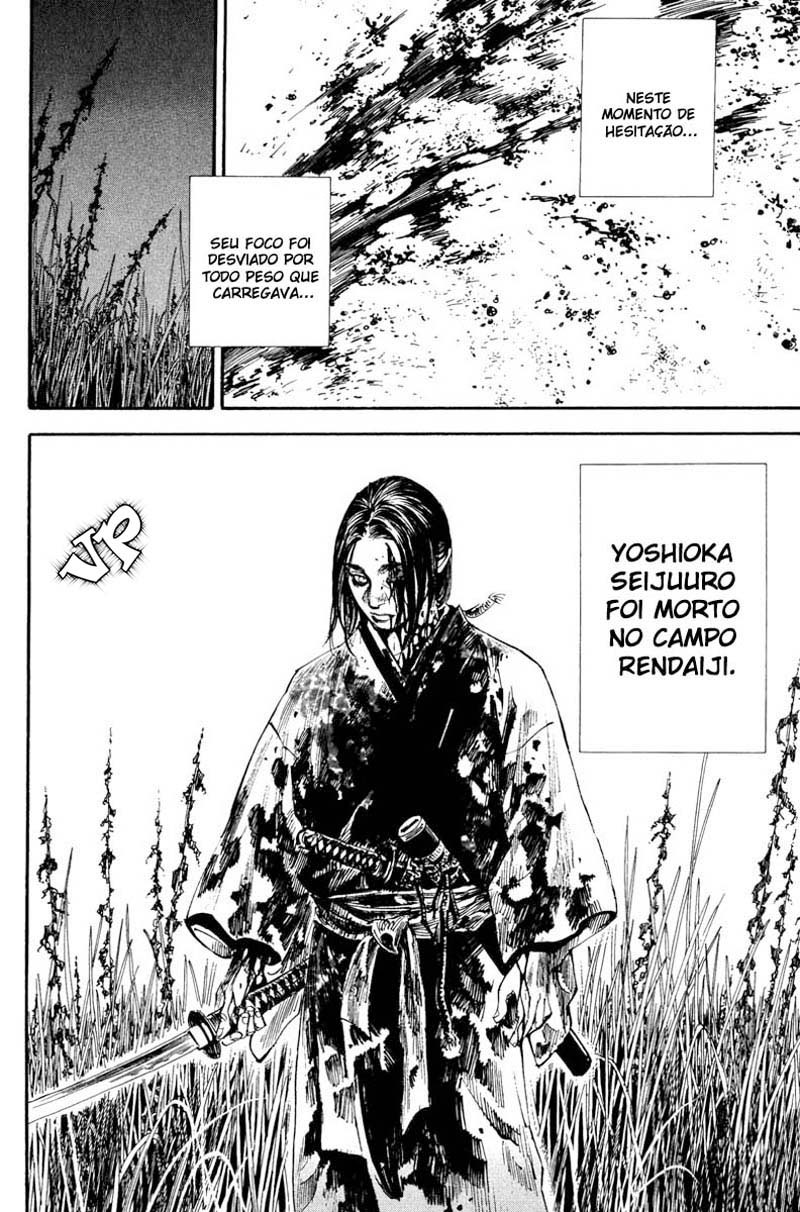 NESTE
MOMENTO DE
HESITAÇÃO...
SEU FOCO FOI
DESVIADO POR
TODO PESO QUE
CARREGAVA...
VP
YOSHIOKA
SEIJUURO
FOI MORTO
NO CAMPO
RENDAIJI.